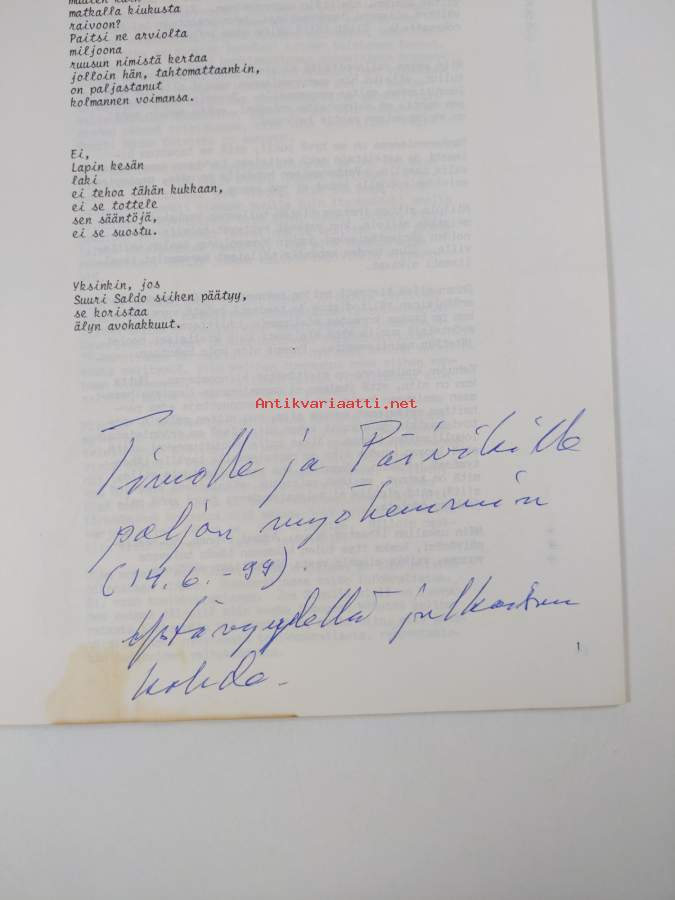 matkalla kiukusta
raivoon?
Paitsi ne arviolta
miljoona
ruusun nimistä kertaa
jolloin hän, tahtomattaankin,
on paljastanut
kolmannen voimansa.
Ei,
Lapin kesän
laki
ei tehoa tähän kukkaan,
ei se tottele
sen sääntöjä,
ei se suostu.
Yksinkin, jos
Suuri Saldo siihen päätyy,
se koristaa
älyn avohakkuut.
Antikvariaatti.net
Timolle ja Päivikille
paljon myöhemmin
(14.6.-99).
Ystävyydellä julkaisun
kohde.
1